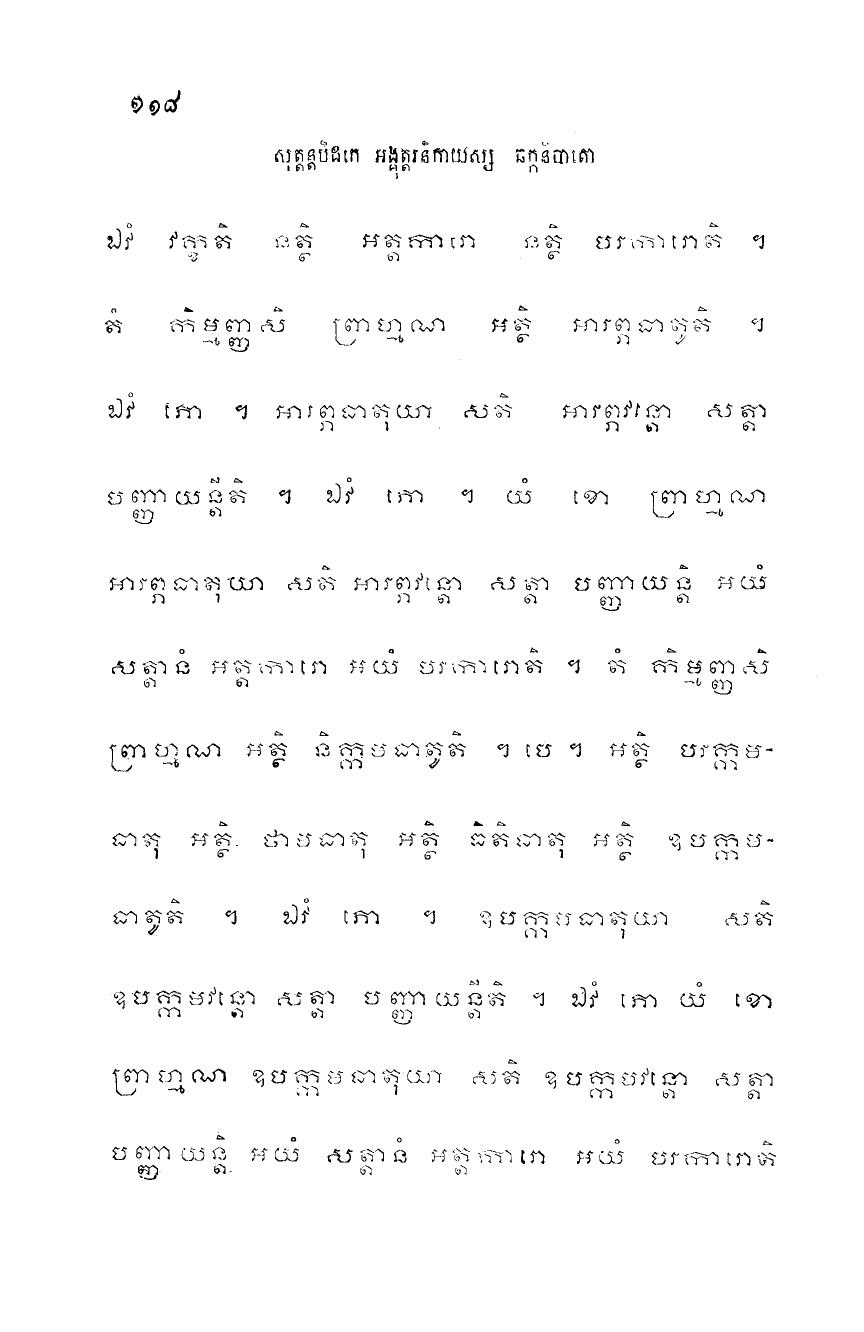 ១១៨
សុត្តន្តបិដកេ អង្គុត្តរនិកាយស្ស ឆក្កនិបាតោ
ឯវំ វក្ខតិ នត្ថិ អត្តការោ នត្ថិ បរការោតិ ។
តំ កិម្មញ្ញសិ ព្រាហ្មណ អត្ថិ អារព្ភធាតូតិ ។
ឯវំ ភោ ។ អារព្ភធាតុយា សតិ អារព្ភវន្តោ សត្តា
បញ្ញាយន្តីតិ ។ ឯវំ ភោ ។ យំ ខោ ព្រាហ្មណ
អារព្ភធាតុយា សតិ អារព្ភវន្តោ សត្តា បញ្ញាយន្តិ អយំ
សត្តានំ អត្តការោ អយំ បរការោតិ ។ តំ កិម្មញ្ញសិ
ព្រាហ្មណ អត្ថិ និក្កមធាតូតិ ។ បេ ។ អត្ថិ បរក្កម-
ធាតុ អត្ថិ ថាមធាតុ អត្ថិ ធិតិធាតុ អត្ថិ ឧបក្កម-
ធាតូតិ ។ ឯវំ ភោ ។ ឧបក្កមធាតុយា សតិ
ឧបក្កមវន្តោ សត្តា បញ្ញាយន្តីតិ ។ ឯវំ ភោ យំ ខោ
ព្រាហ្មណ ឧបក្កមធាតុយា សតិ ឧបក្កមវន្តោ សត្តា
បញ្ញាយន្តិ អយំ សត្តានំ អត្តការោ អយំ បរការោតិ